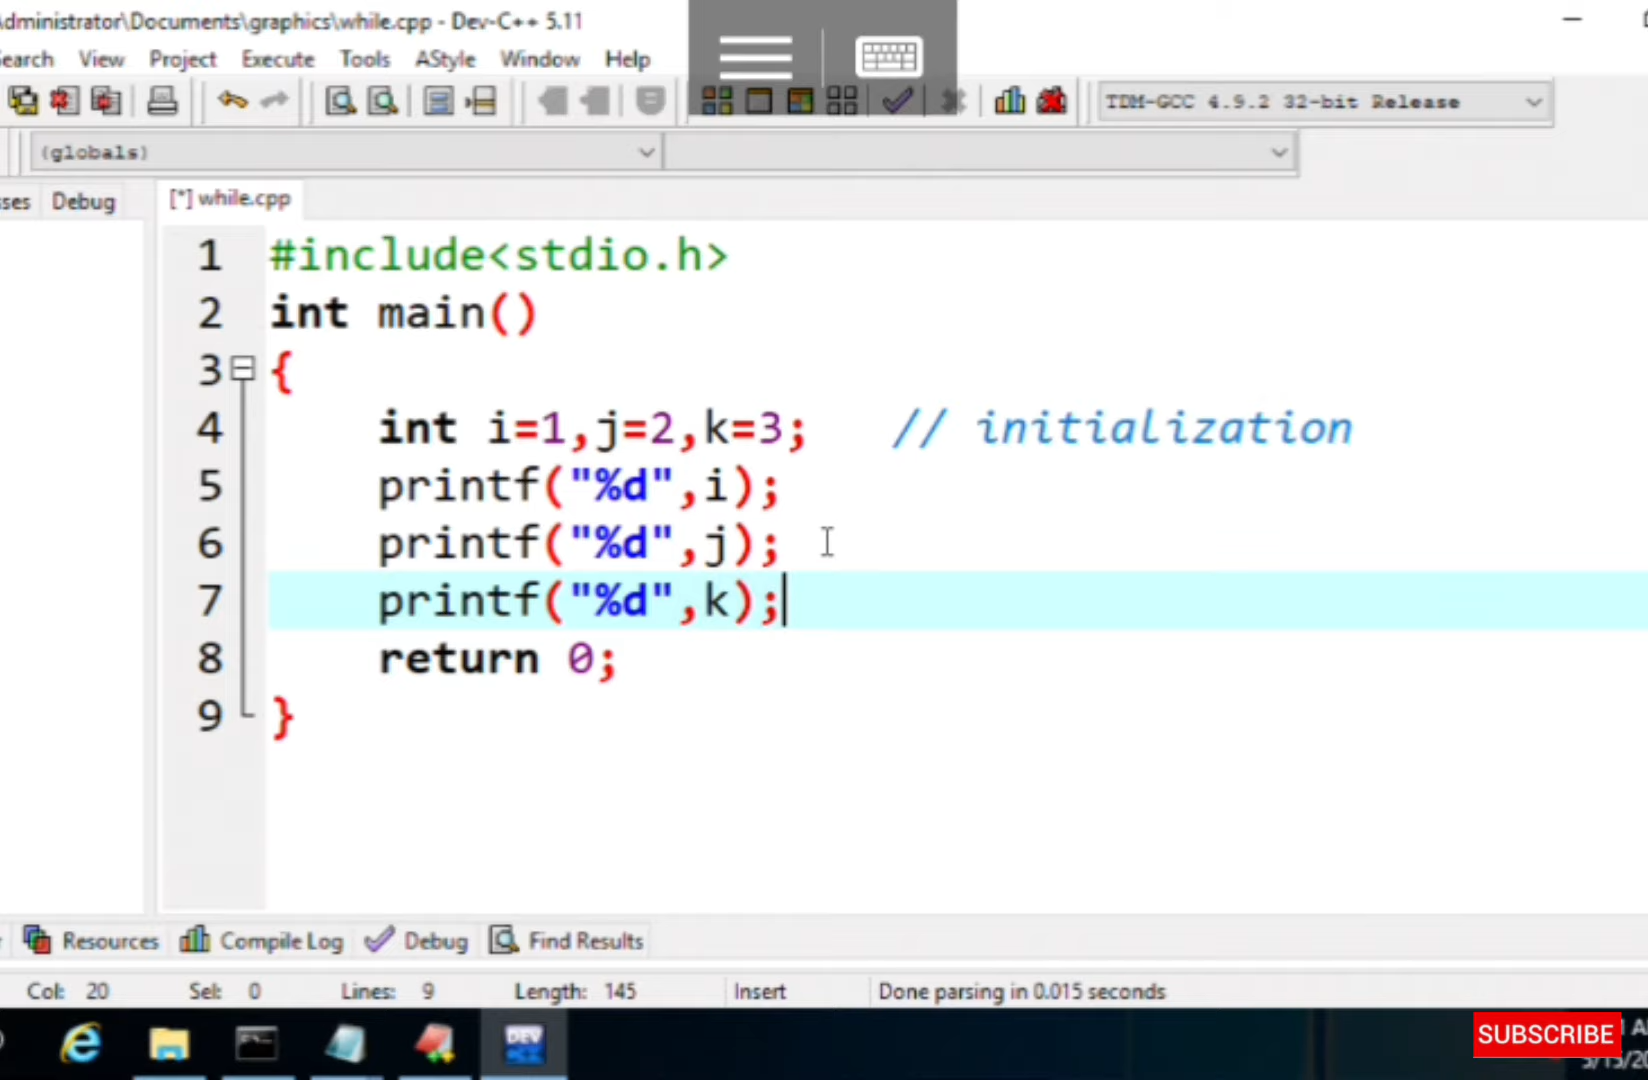 \Documents\graphics\while.cpp - Dev-C++ 5.11
View Project Execute Tools AStyle Window Help
TDM-GCC 4.9.2 32-bit Release
(globals)
Debug [*] while.cpp
1 #include<stdio.h>
2 int main()
3 {
4 int i=1,j=2,k=3; // initialization
5 printf("%d",i);
6 printf("%d",j);
7 printf("%d",k);
8 return 0;
9 }
Resources Compile Log Debug Find Results
Col: 20 Sel: 0 Lines: 9 Length: 145 Insert Done parsing in 0.015 seconds
DEV
SUBSCRIBE